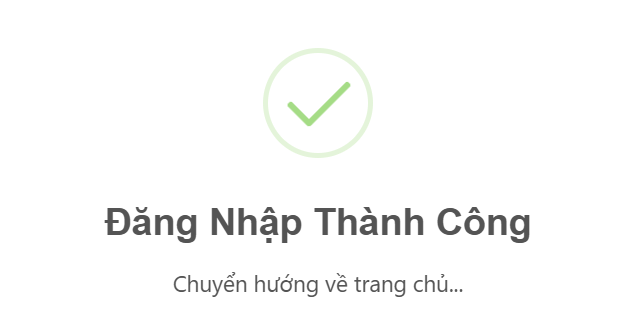 Đăng Nhập Thành Công
Chuyển hướng về trang chủ...